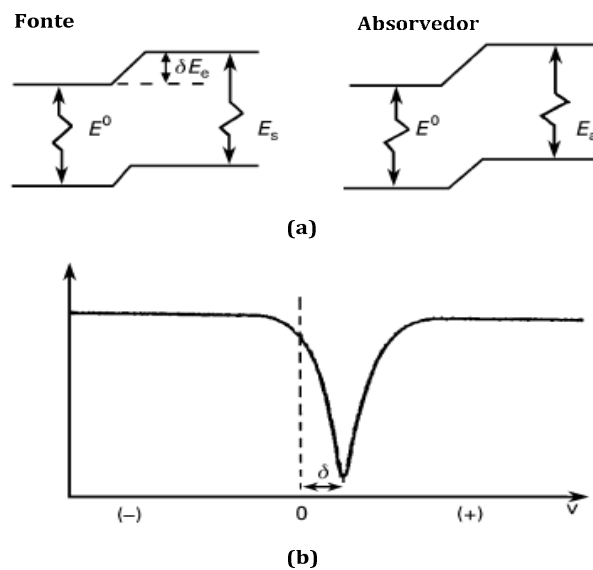 Fonte
Absorvedor
δEₑ
E⁰
Eₛ
E⁰
Eₐ
(a)
δ
(–)
0
(+)
v
(b)